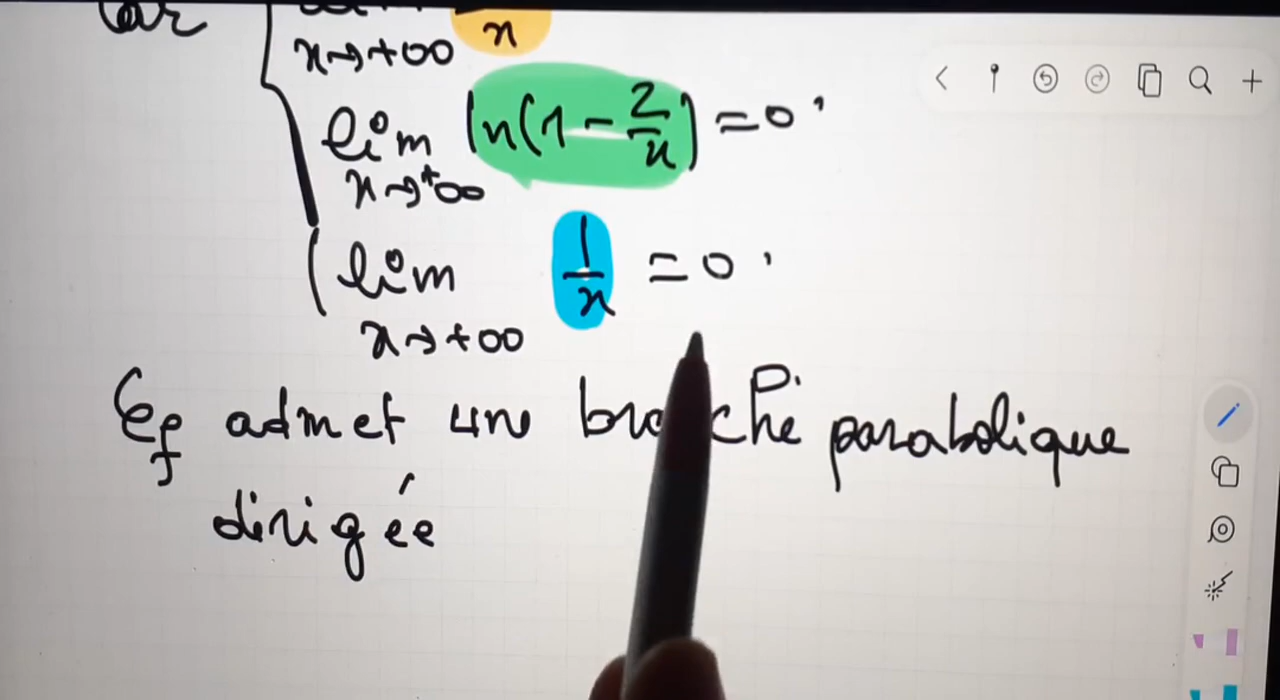 car
x
x→+∞
lim ln(1 - 2/x) = 0
x→+∞
lim 1/x = 0
x→+∞
Cf admet une branche parabolique
dirigée